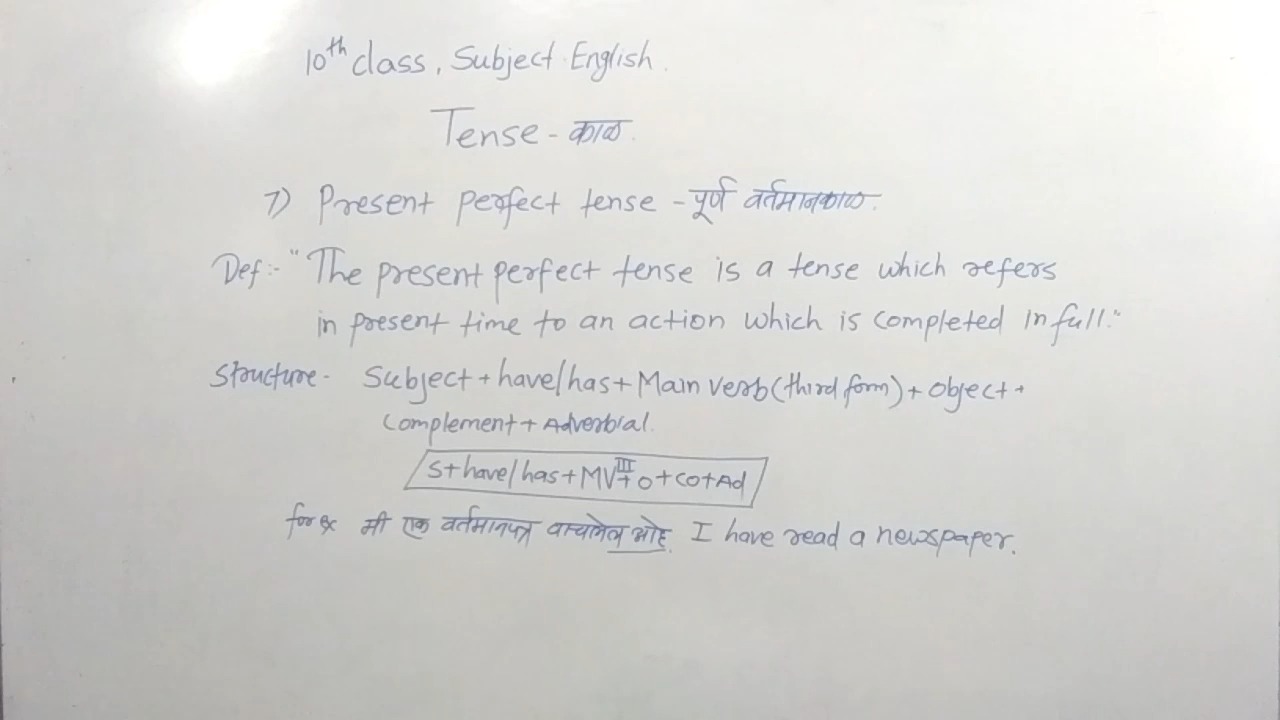 10th class, Subject English.
Tense - काळ.
7) Present perfect tense - पूर्ण वर्तमानकाळ.
Def:- "The present perfect tense is a tense which refers
in present time to an action which is completed in full."
Structure - Subject + have/has + Main verb (third form) + Object +
Complement + Adverbial.
S + have/has + MV III + O + CO + Ad
for ex मी एक वर्तमानपत्र वाचलेल आहे. I have read a newspaper.